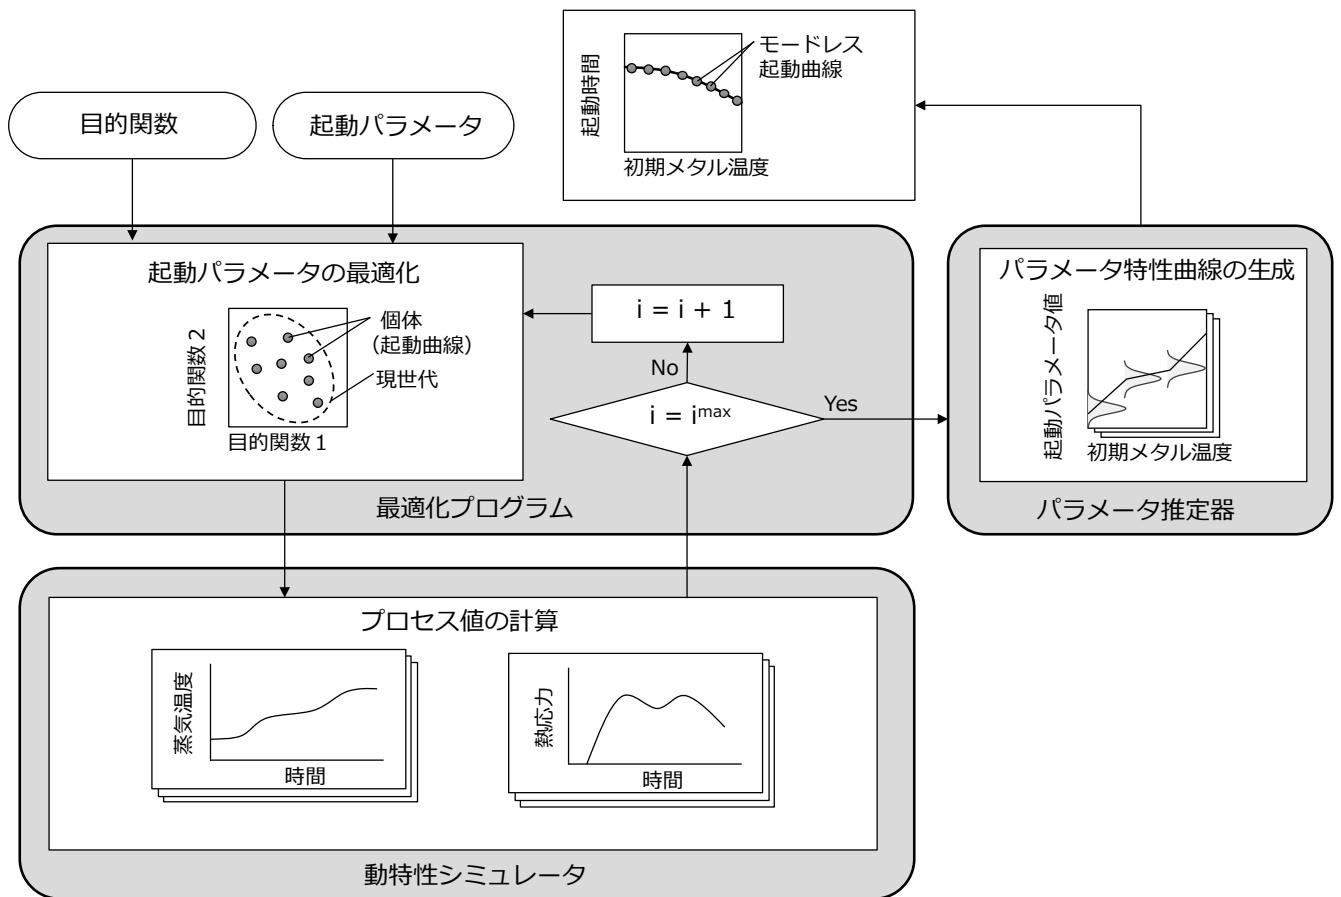 モードレス
起動曲線
起動時間
初期メタル温度
目的関数
起動パラメータ
起動パラメータの最適化
個体
（起動曲線）
現世代
目的関数２
目的関数１
i = i + 1
No
i = i^max
Yes
最適化プログラム
パラメータ特性曲線の生成
起動パラメータ値
初期メタル温度
パラメータ推定器
プロセス値の計算
蒸気温度
時間
熱応力
時間
動特性シミュレータ